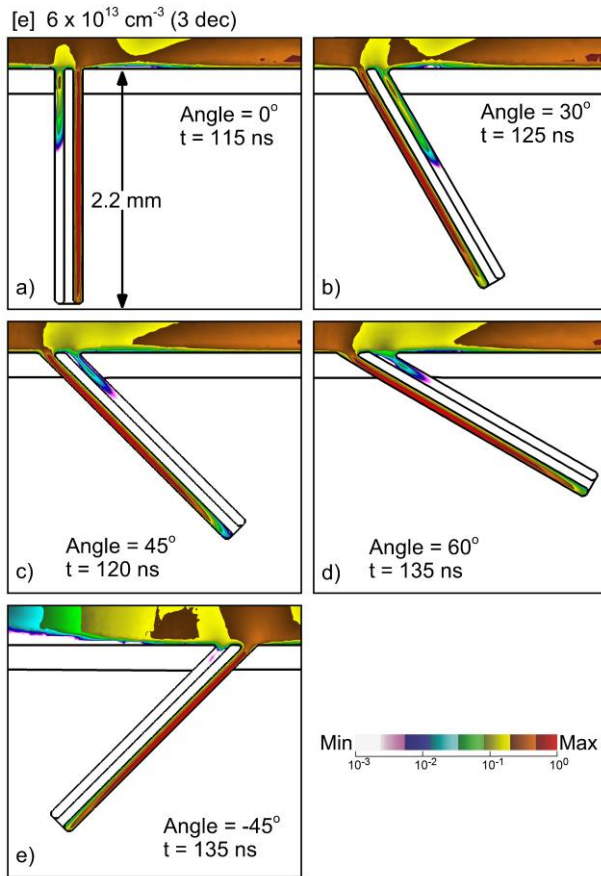 [e] 6 x 10¹³ cm⁻³ (3 dec)
Angle = 0°
t = 115 ns
2.2 mm
a)
Angle = 30°
t = 125 ns
b)
Angle = 45°
t = 120 ns
c)
Angle = 60°
t = 135 ns
d)
Angle = -45°
t = 135 ns
e)
Min Max
10⁻³ 10⁻² 10⁻¹ 10⁰